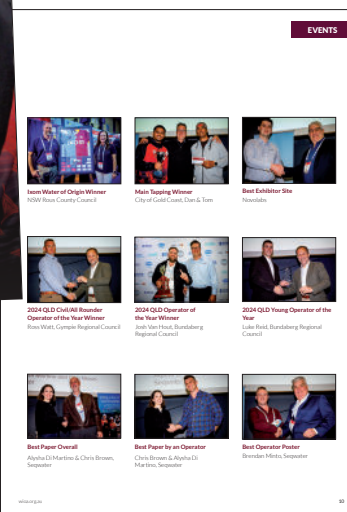 EVENTS
Ixom Water of Origin Winner
NSW Rous County Council
Main Tapping Winner
City of Gold Coast, Dan & Tom
Best Exhibitor Site
Novolabs
2024 QLD Civil/All Rounder
Operator of the Year Winner
Ross Watt, Gympie Regional Council
2024 QLD Operator of
the Year Winner
Josh Van Hout, Bundaberg
Regional Council
2024 QLD Young Operator of the
Year
Luke Reid, Bundaberg Regional
Council
Best Paper Overall
Alysha Di Martino & Chris Brown,
Seqwater
Best Paper by an Operator
Chris Brown & Alysha Di
Martino, Seqwater
Best Operator Poster
Brendan Minto, Seqwater
wioa.org.au
10